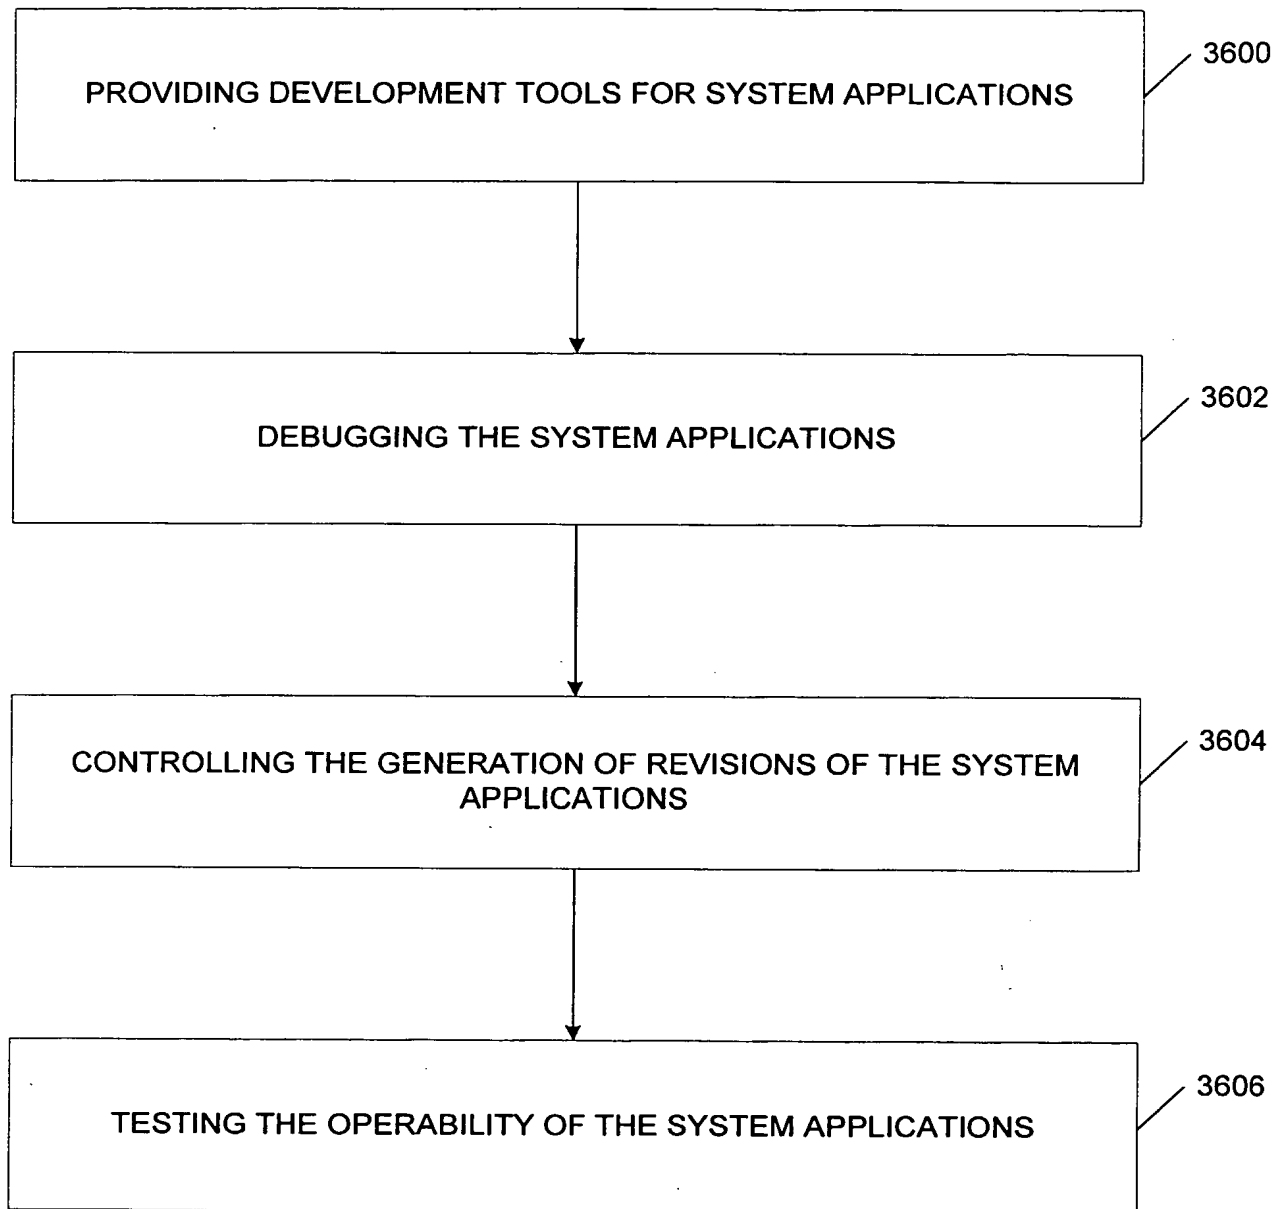 3600
PROVIDING DEVELOPMENT TOOLS FOR SYSTEM APPLICATIONS
3602
DEBUGGING THE SYSTEM APPLICATIONS
3604
CONTROLLING THE GENERATION OF REVISIONS OF THE SYSTEM
APPLICATIONS
3606
TESTING THE OPERABILITY OF THE SYSTEM APPLICATIONS